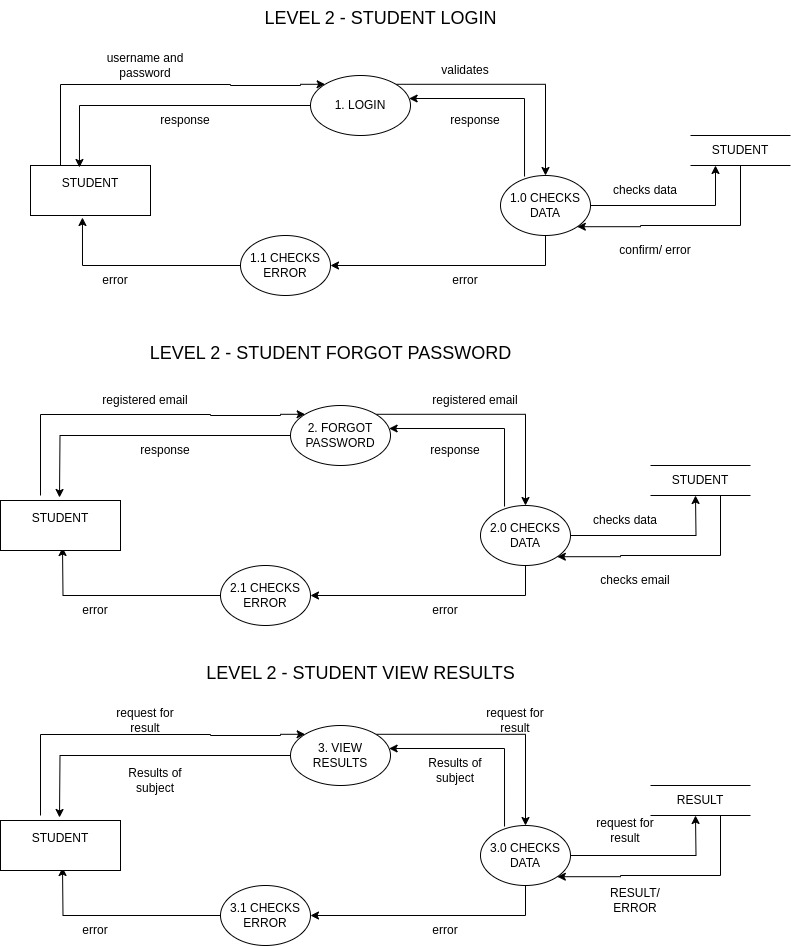 LEVEL 2 - STUDENT LOGIN
username and
password
validates
1. LOGIN
response
response
STUDENT
STUDENT
checks data
1.0 CHECKS
DATA
confirm/ error
1.1 CHECKS
ERROR
error
error
LEVEL 2 - STUDENT FORGOT PASSWORD
registered email
registered email
2. FORGOT
PASSWORD
response
response
STUDENT
STUDENT
checks data
2.0 CHECKS
DATA
checks email
2.1 CHECKS
ERROR
error
error
LEVEL 2 - STUDENT VIEW RESULTS
request for
result
request for
result
3. VIEW
RESULTS
Results of
subject
Results of
subject
RESULT
STUDENT
request for
result
3.0 CHECKS
DATA
RESULT/
ERROR
3.1 CHECKS
ERROR
error
error